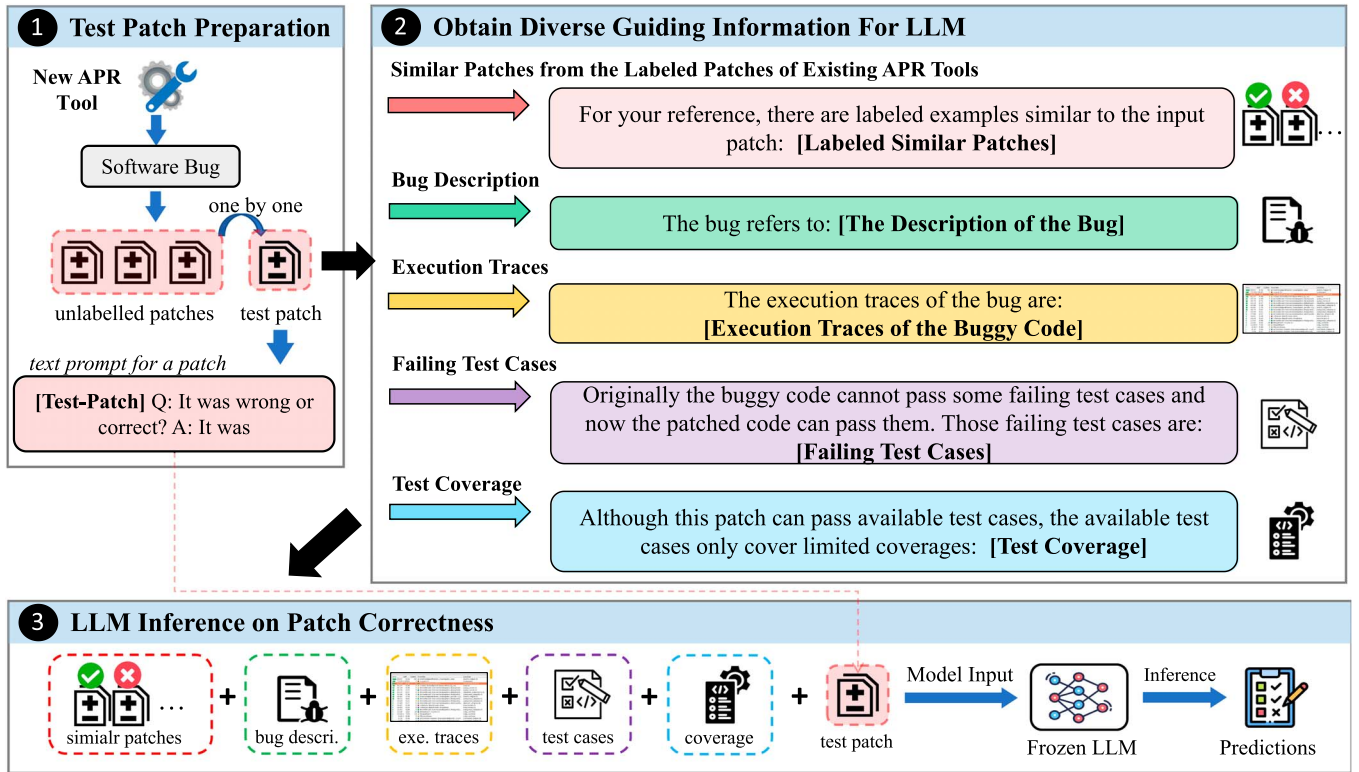 1 Test Patch Preparation
New APR
Tool
Software Bug
one by one
unlabelled patches
test patch
text prompt for a patch
[Test-Patch] Q: It was wrong or
correct? A: It was
2 Obtain Diverse Guiding Information For LLM
Similar Patches from the Labeled Patches of Existing APR Tools
For your reference, there are labeled examples similar to the input
patch: [Labeled Similar Patches]
...
Bug Description
The bug refers to: [The Description of the Bug]
Execution Traces
The execution traces of the bug are:
[Execution Traces of the Buggy Code]
Failing Test Cases
Originally the buggy code cannot pass some failing test cases and
now the patched code can pass them. Those failing test cases are:
[Failing Test Cases]
Test Coverage
Although this patch can pass available test cases, the available test
cases only cover limited coverages: [Test Coverage]
3 LLM Inference on Patch Correctness
... + + + + +
simialr patches
bug descri.
exe. traces
test cases
coverage
test patch
Model Input
Frozen LLM
Inference
Predictions